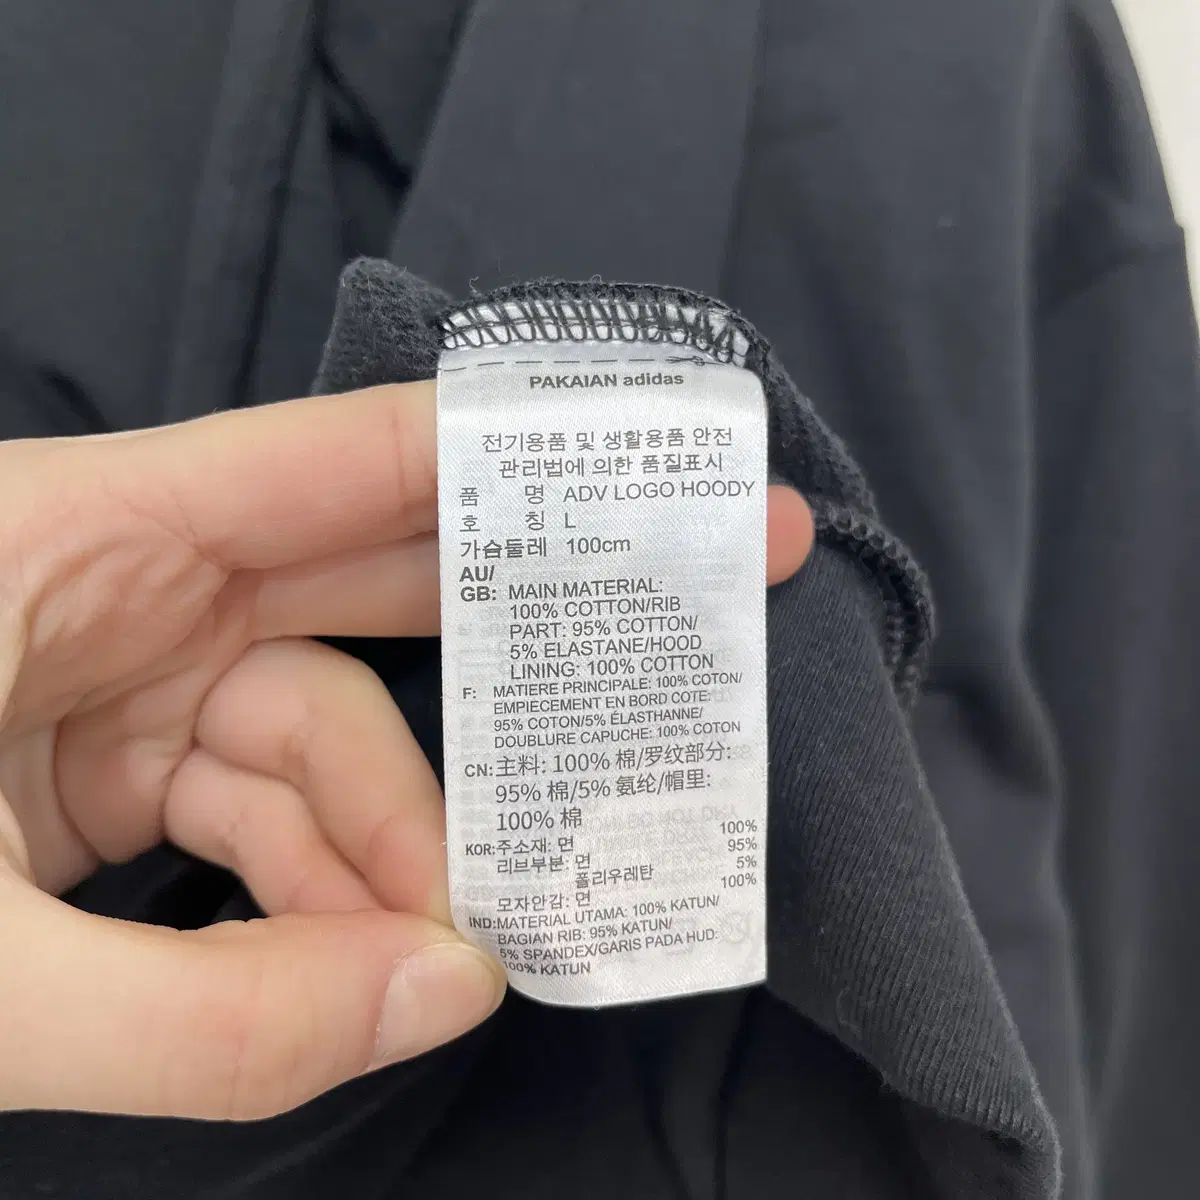 PAKAIAN adidas
전기용품 및 생활용품 안전
관리법에 의한 품질표시
품 명 ADV LOGO HOODY
호 칭 L
가슴둘레 100cm
AU/
GB: MAIN MATERIAL:
100% COTTON/RIB
PART: 95% COTTON/
5% ELASTANE/HOOD
LINING: 100% COTTON
F: MATIERE PRINCIPALE: 100% COTON/
EMPIECEMENT EN BORD COTE:
95% COTON/5% ÉLASTHANNE/
DOUBLURE CAPUCHE: 100% COTON
CN: 主料: 100% 棉/罗纹部分:
95% 棉/5% 氨纶/帽里:
100% 棉
KOR: 주소재: 면 100%
리브부분: 면 95%
폴리우레탄 5%
모자안감: 면 100%
IND: MATERIAL UTAMA: 100% KATUN/
BAGIAN RIB: 95% KATUN/
5% SPANDEX/GARIS PADA HUD:
100% KATUN